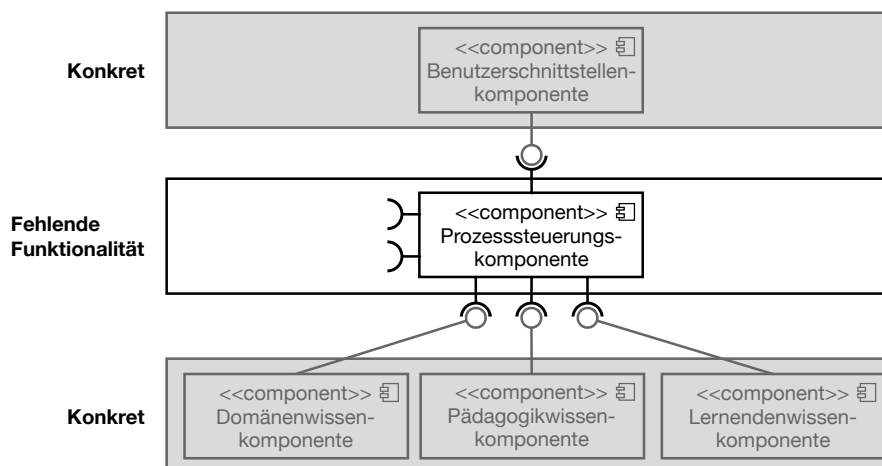 Konkret
<<component>>
Benutzerschnittstellen-
komponente
Fehlende
Funktionalität
<<component>>
Prozesssteuerungs-
komponente
Konkret
<<component>>
Domänenwissen-
komponente
<<component>>
Pädagogikwissen-
komponente
<<component>>
Lernendenwissen-
komponente